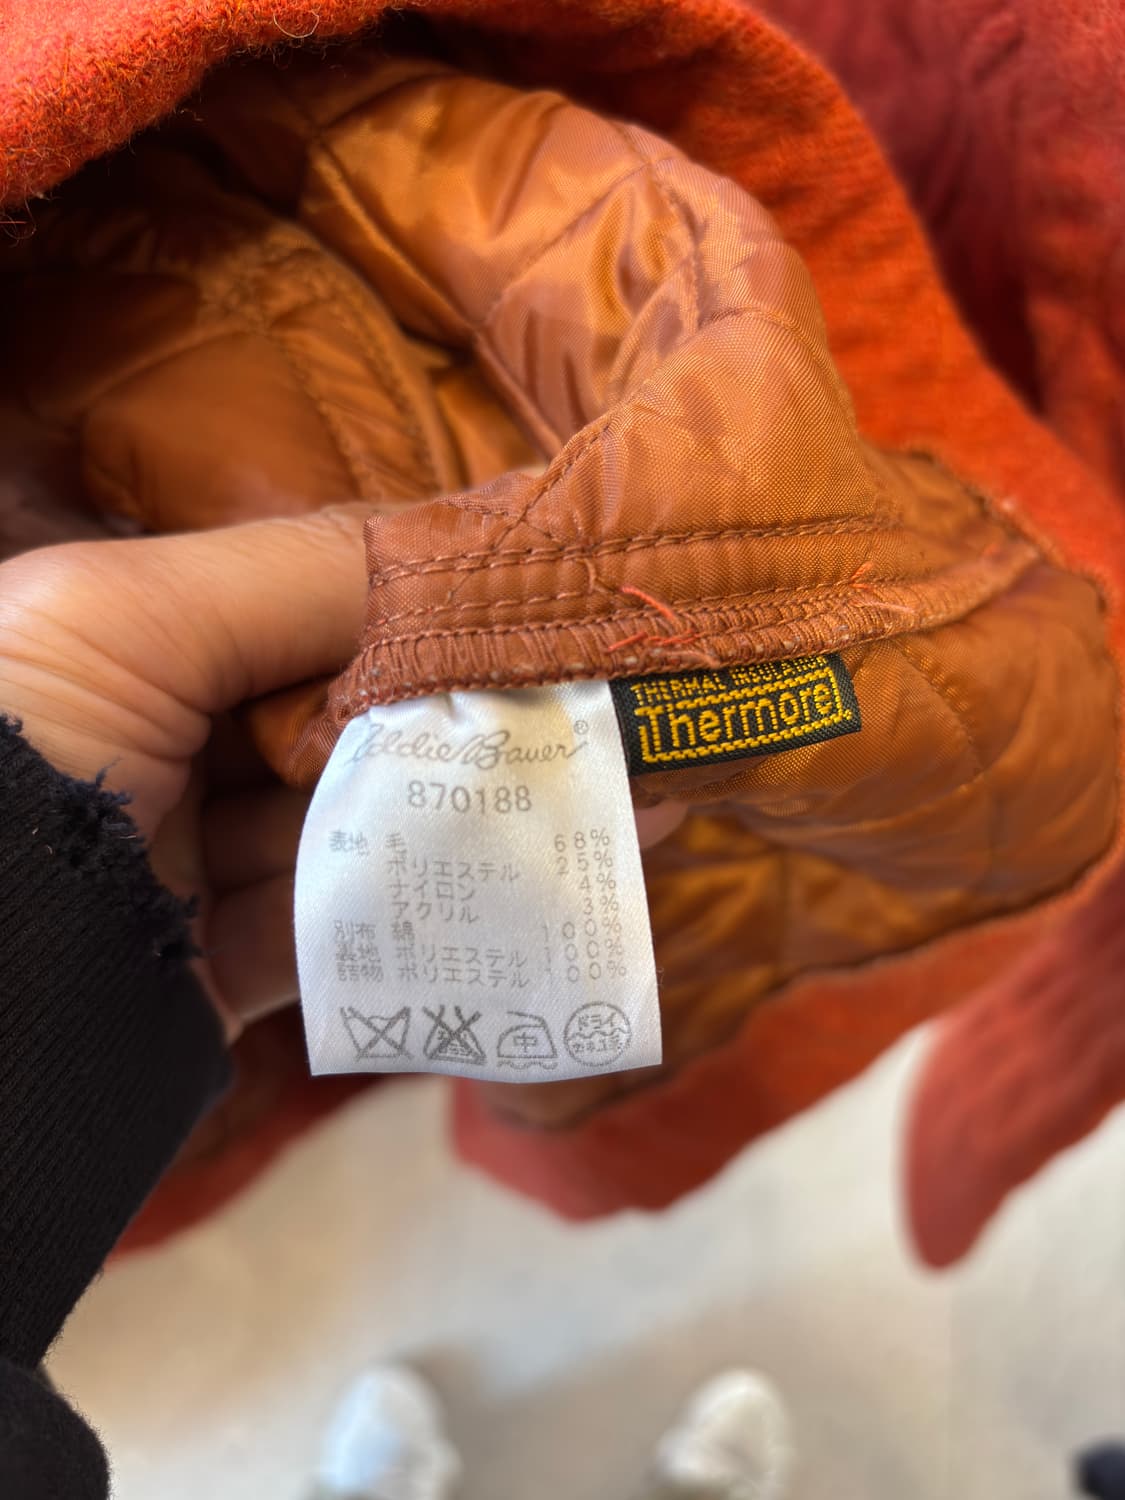 Eddie Bauer®
870188
表地 毛 68%
ポリエステル 25%
ナイロン 4%
アクリル 3%
別布 綿 100%
裏地 ポリエステル 100%
詰物 ポリエステル 100%
中
ドライ
THERMAL INSULATION
Thermore